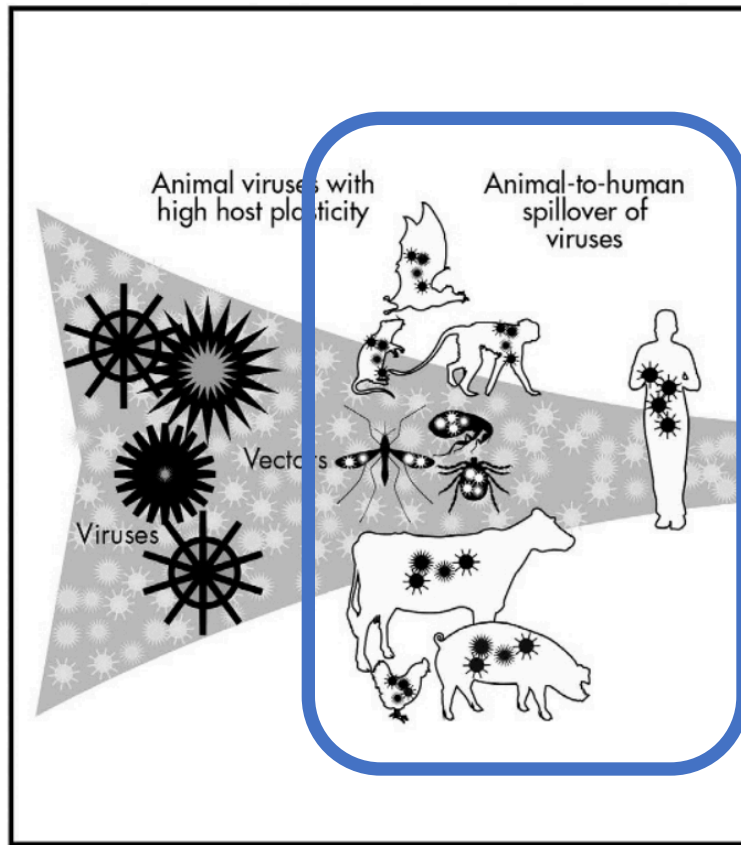 Animal viruses with
high host plasticity
Animal-to-human
spillover of
viruses
Vectors
Viruses